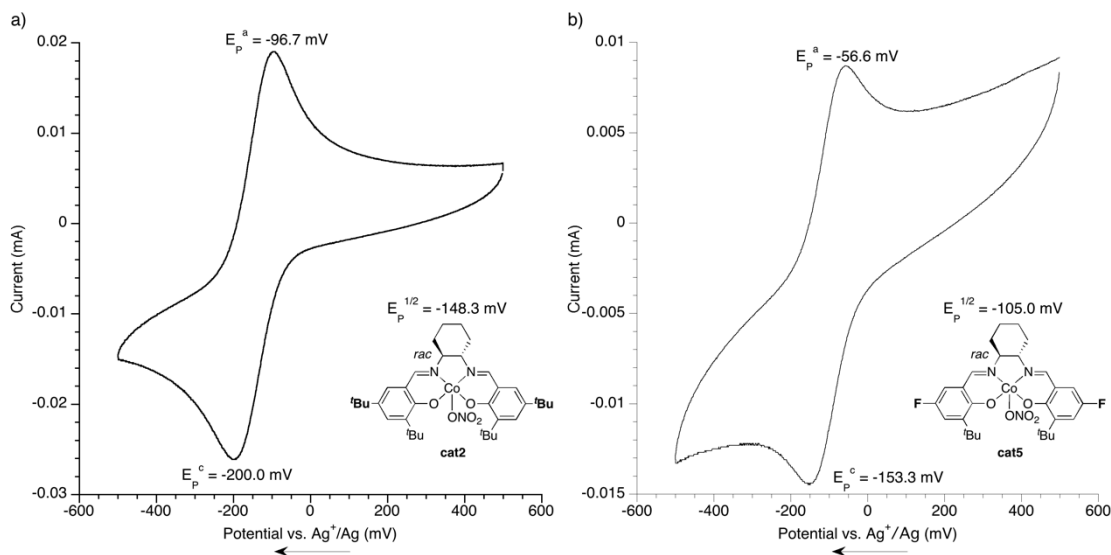 a)
E_P^a = -96.7 mV
0.02
0.01
0
-0.01
-0.02
-0.03
Current (mA)
E_P^1/2 = -148.3 mV
rac
N
N
Co
O
O
ONO2
tBu
tBu
tBu
tBu
cat2
E_P^c = -200.0 mV
-600
-400
-200
0
200
400
600
Potential vs. Ag+/Ag (mV)
b)
E_P^a = -56.6 mV
0.01
0.005
0
-0.005
-0.01
-0.015
Current (mA)
E_P^1/2 = -105.0 mV
rac
N
N
Co
O
O
ONO2
F
F
tBu
tBu
cat5
E_P^c = -153.3 mV
-600
-400
-200
0
200
400
600
Potential vs. Ag+/Ag (mV)